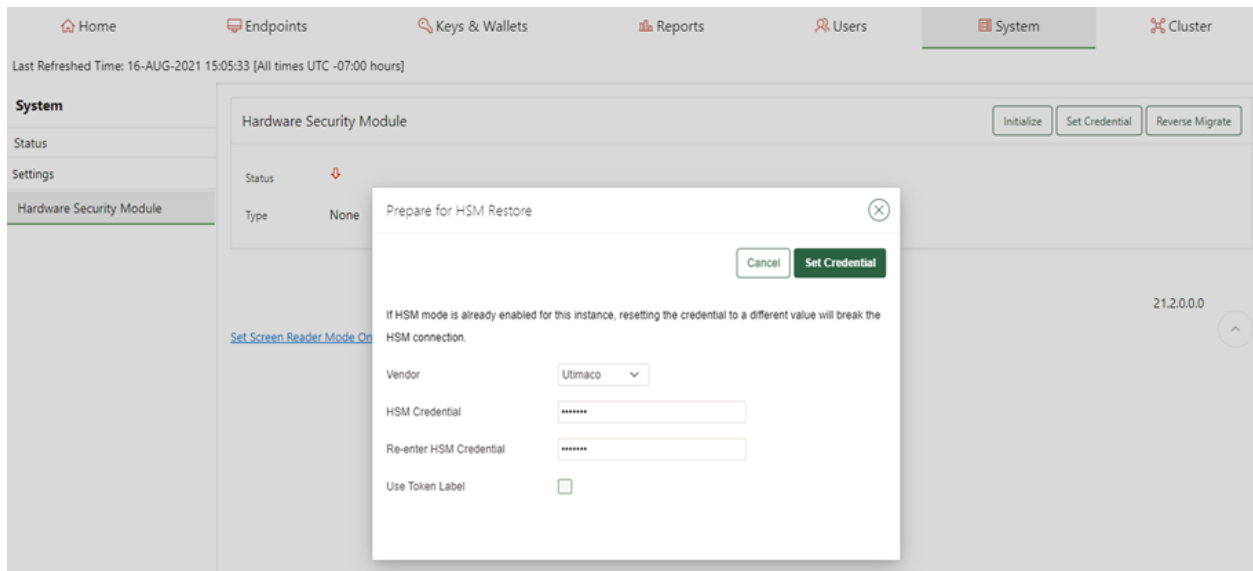 Home Endpoints Keys & Wallets Reports Users System Cluster
Last Refreshed Time: 16-AUG-2021 15:05:33 [All times UTC -07:00 hours]
System
Status
Settings
Hardware Security Module
Hardware Security Module
Initialize Set Credential Reverse Migrate
Status
Type None
Prepare for HSM Restore
Cancel Set Credential
If HSM mode is already enabled for this instance, resetting the credential to a different value will break the
HSM connection.
Vendor Utimaco
HSM Credential •••••••
Re-enter HSM Credential •••••••
Use Token Label
Set Screen Reader Mode On
21.2.0.0.0